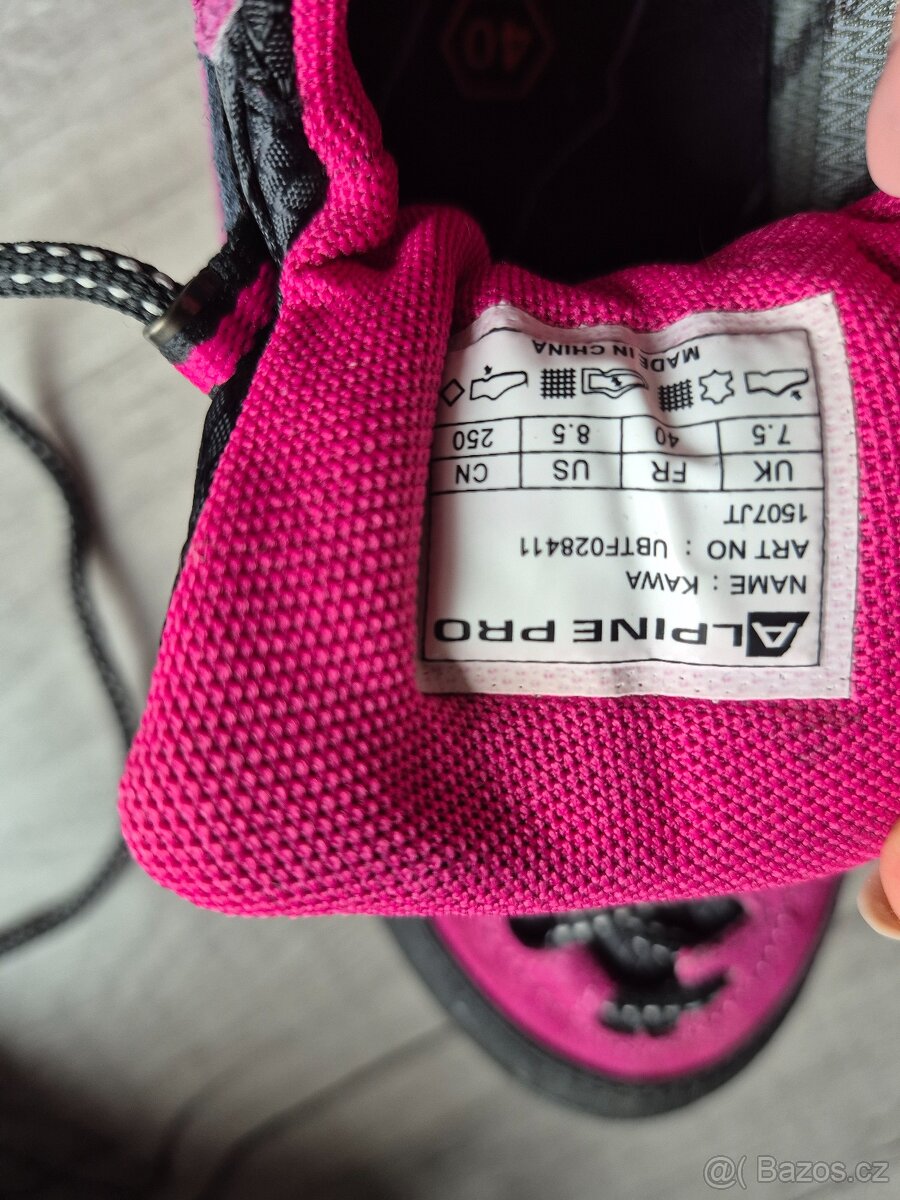 40
ALPINE PRO
NAME : KAWA
ART NO : UBTF028411
1507JT
UK FR US CN
7.5 40 8.5 250
MADE IN CHINA
@( Bazos.cz